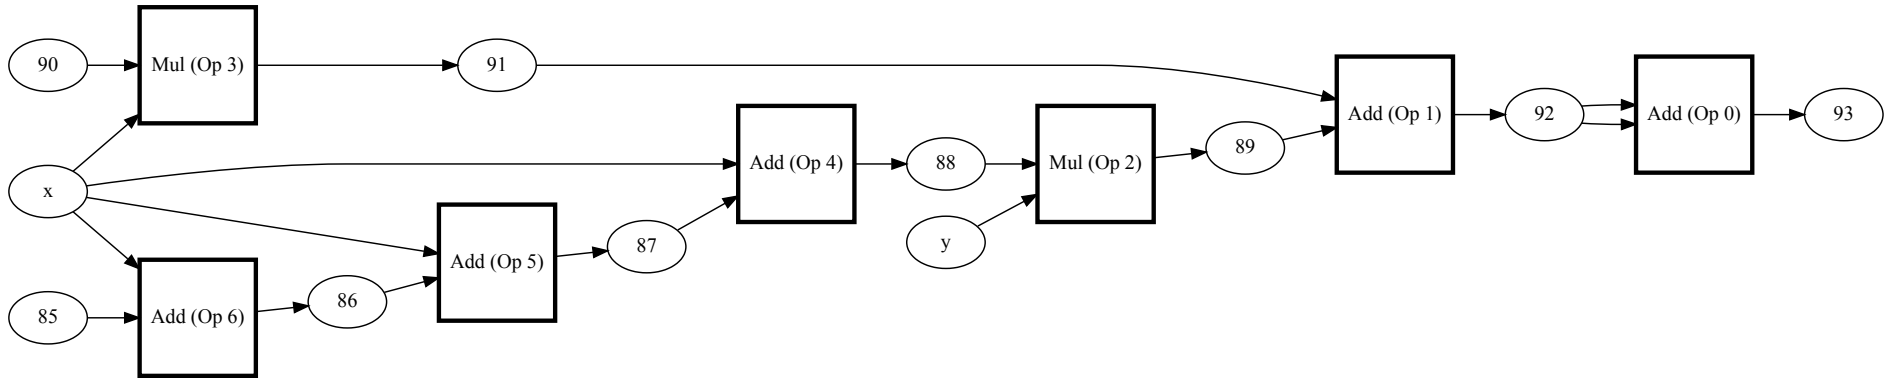 90
Mul (Op 3)
91
x
Add (Op 4)
88
Mul (Op 2)
89
Add (Op 1)
92
Add (Op 0)
93
y
Add (Op 5)
87
86
85
Add (Op 6)